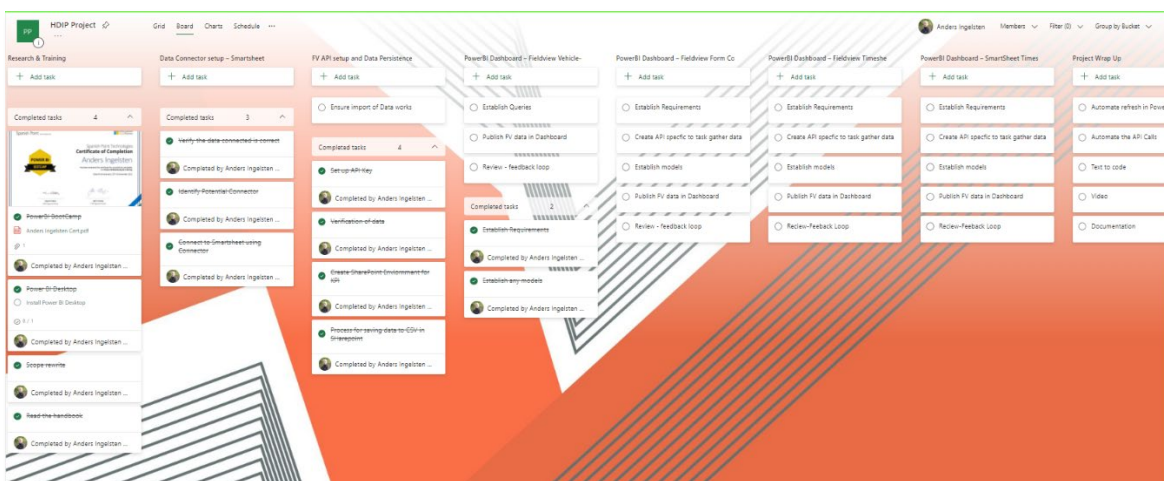 PP
HDIP Project
Grid Board Charts Schedule ...
Anders Ingelsten Members Filter (0) Group by Bucket
Research & Training
+ Add task
Completed tasks 4
Certificate of Completion
Anders Ingelsten
POWER BI
PowerBI BootCamp
Anders Ingelsten Cert.pdf
1
Completed by Anders Ingelsten ...
Power BI Desktop
Install Power BI Desktop
0 / 1
Completed by Anders Ingelsten ...
Scope rewrite
Completed by Anders Ingelsten ...
Read the handbook
Completed by Anders Ingelsten ...
Data Connector setup – Smartsheet
+ Add task
Completed tasks 3
Verify the data connected is correct
Completed by Anders Ingelsten ...
Identify Potential Connector
Completed by Anders Ingelsten ...
Connect to Smartsheet using
Connector
Completed by Anders Ingelsten ...
FV API setup and Data Persistence
+ Add task
Ensure import of Data works
Completed tasks 4
Set up API Key
Completed by Anders Ingelsten ...
Verification of data
Completed by Anders Ingelsten ...
Create SharePoint Enviornment for
Completed by Anders Ingelsten ...
Process for saving data to CSV in
Completed by Anders Ingelsten ...
PowerBI Dashboard – Fieldview Vehicle-
+ Add task
Establish Queries
Publish FV data in Dashboard
Review - feedback loop
Completed tasks 2
Establish Requirements
Completed by Anders Ingelsten ...
Establish any models
Completed by Anders Ingelsten ...
PowerBI Dashboard – Fieldview Form Co
+ Add task
Establish Requirements
Create API specfic to task gather data
Establish models
Publish FV data in Dashboard
Review - feedback loop
PowerBI Dashboard – Fieldview Timeshe
+ Add task
Establish Requirements
Create API specfic to task gather data
Establish models
Publish FV data in Dashboard
Reciew-Feeback Loop
PowerBI Dashboard – SmartSheet Times
+ Add task
Establish Requirements
Create API specfic to task gather data
Establish models
Publish FV data in Dashboard
Reciew-Feeback Loop
Project Wrap Up
+ Add task
Automate refresh in Powe
Automate the API Calls
Text to code
Video
Documentation